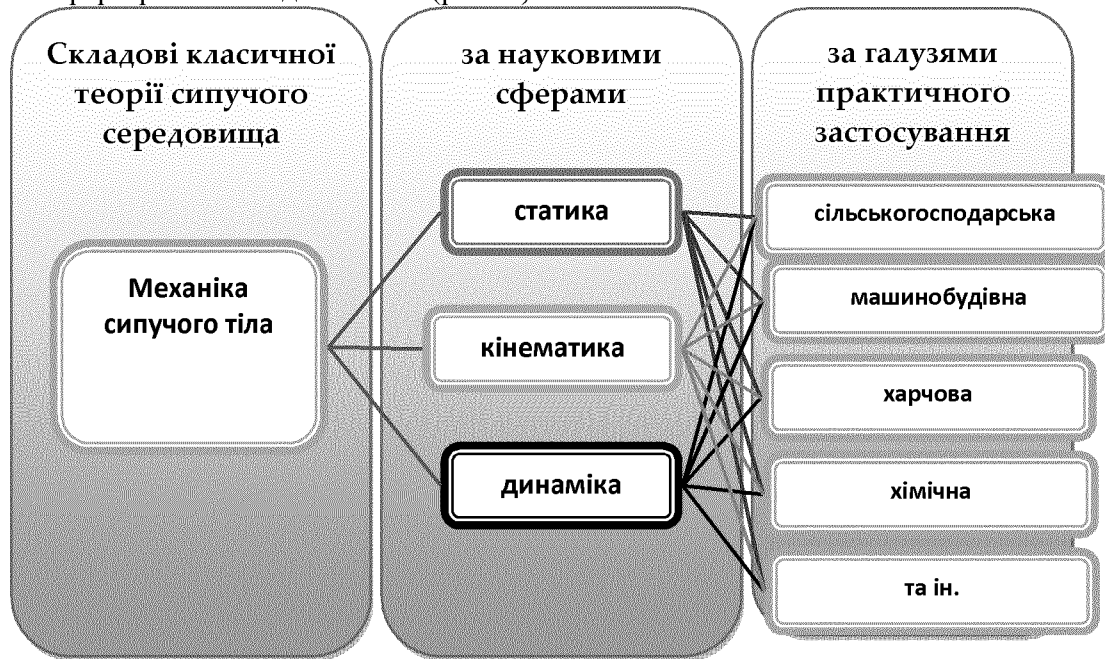 Складові класичної
теорії сипучого
середовища
за науковими
сферами
за галузями
практичного
застосування
Механіка
сипучого тіла
статика
кінематика
динаміка
сільськогосподарська
машинобудівна
харчова
хімічна
та ін.